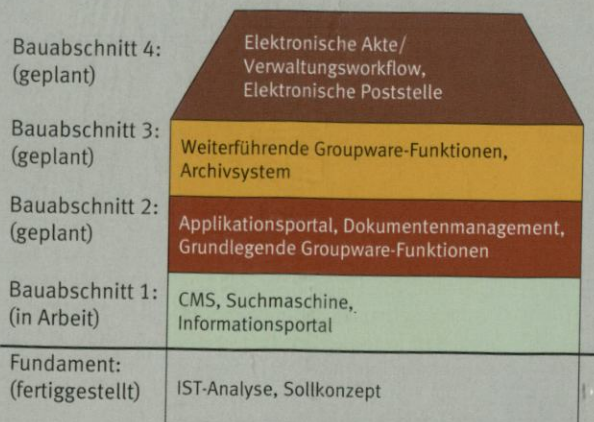 Bauabschnitt 4:
(geplant)
Elektronische Akte/
Verwaltungsworkflow,
Elektronische Poststelle
Bauabschnitt 3:
(geplant)
Weiterführende Groupware-Funktionen,
Archivsystem
Bauabschnitt 2:
(geplant)
Applikationsportal, Dokumentenmanagement,
Grundlegende Groupware-Funktionen
Bauabschnitt 1:
(in Arbeit)
CMS, Suchmaschine,
Informationsportal
Fundament:
(fertiggestellt)
IST-Analyse, Sollkonzept